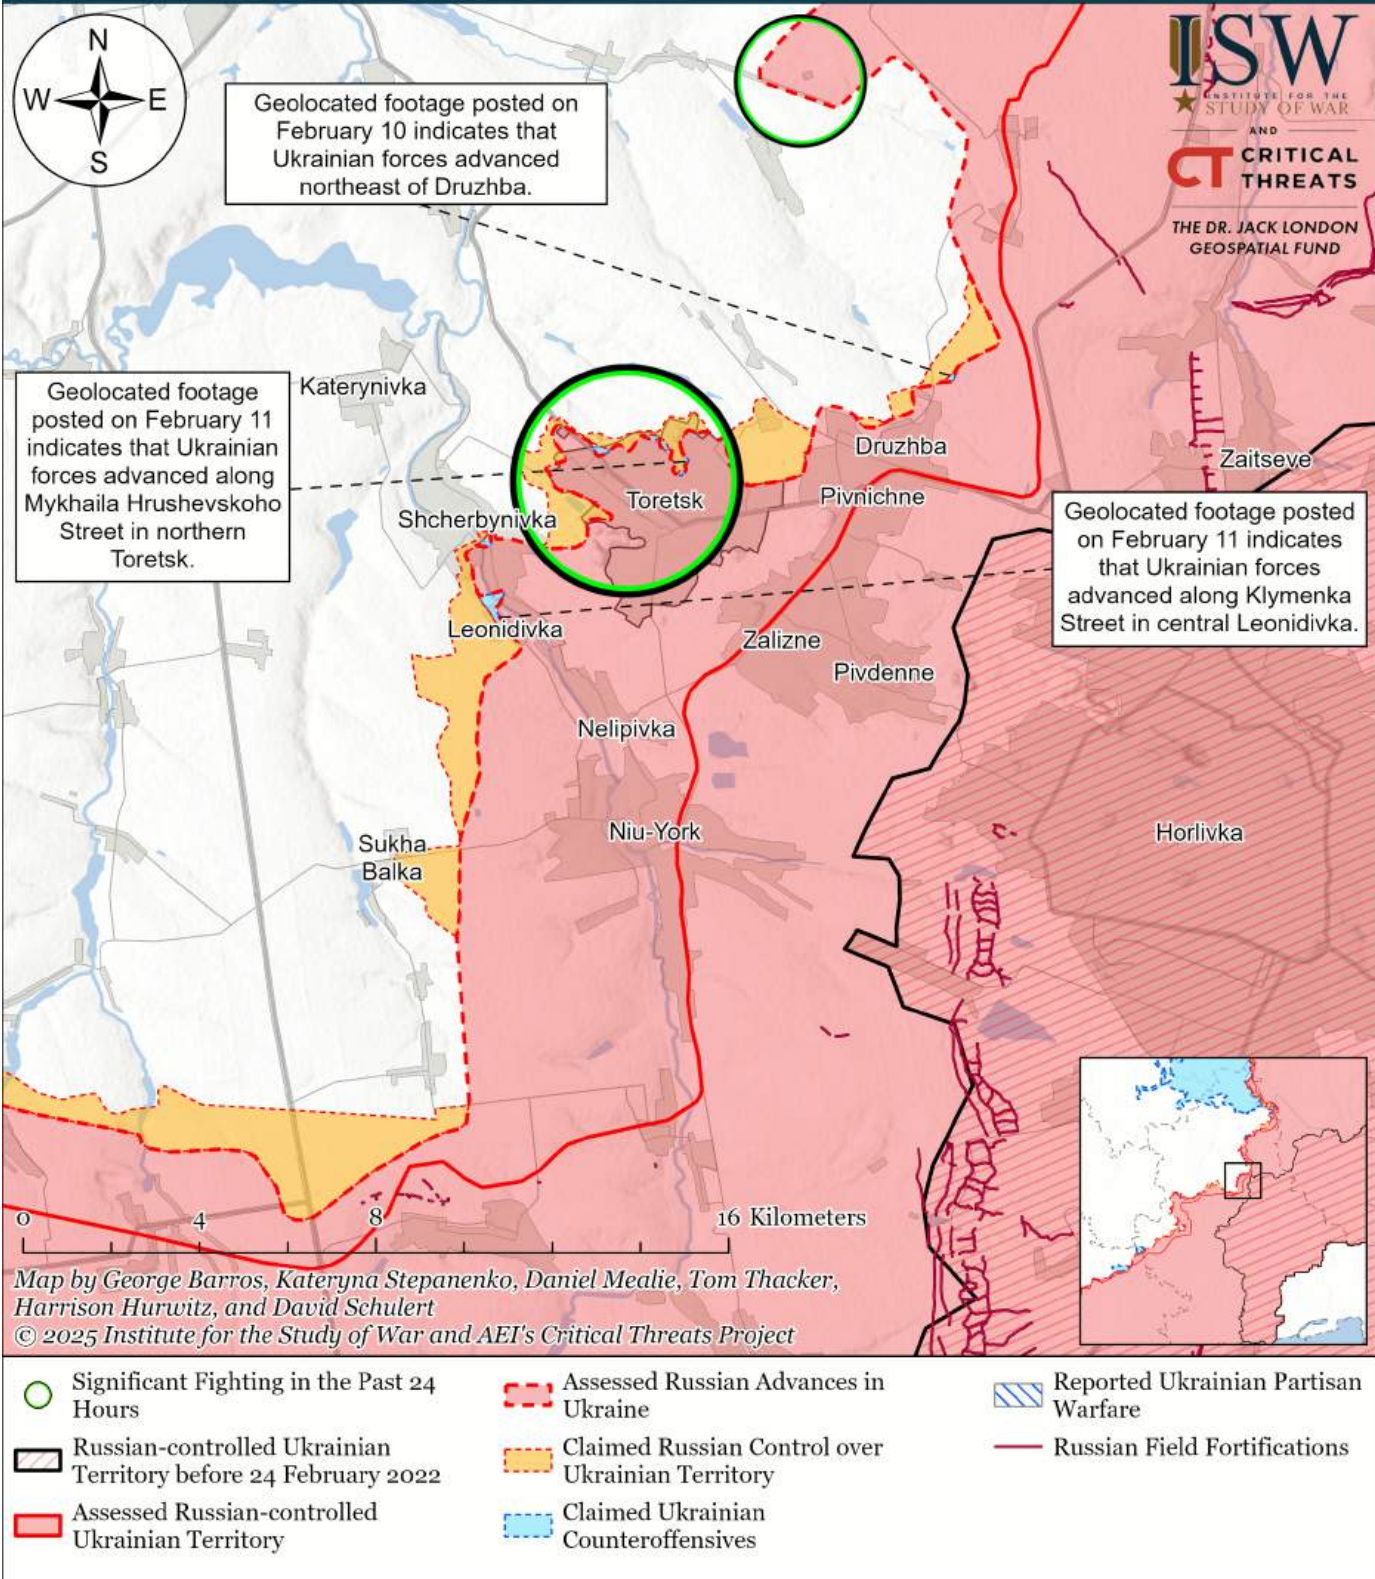 N
W
E
S
Geolocated footage posted on
February 10 indicates that
Ukrainian forces advanced
northeast of Druzhba.
ISW
INSTITUTE FOR THE
STUDY OF WAR
AND
CT CRITICAL
THREATS
THE DR. JACK LONDON
GEOSPATIAL FUND
Geolocated footage
posted on February 11
indicates that Ukrainian
forces advanced along
Mykhaila Hrushevskoho
Street in northern
Toretsk.
Katerynivka
Druzhba
Zaitseve
Toretsk
Pivnichne
Shcherbynivka
Geolocated footage posted
on February 11 indicates
that Ukrainian forces
advanced along Klymenka
Street in central Leonidivka.
Leonidivka
Zalizne
Pivdenne
Nelipivka
Niu-York
Horlivka
Sukha
Balka
0 4 8 16 Kilometers
Map by George Barros, Kateryna Stepanenko, Daniel Mealie, Tom Thacker,
Harrison Hurwitz, and David Schulert
© 2025 Institute for the Study of War and AEI's Critical Threats Project
Significant Fighting in the Past 24
Hours
Russian-controlled Ukrainian
Territory before 24 February 2022
Assessed Russian-controlled
Ukrainian Territory
Assessed Russian Advances in
Ukraine
Claimed Russian Control over
Ukrainian Territory
Claimed Ukrainian
Counteroffensives
Reported Ukrainian Partisan
Warfare
Russian Field Fortifications